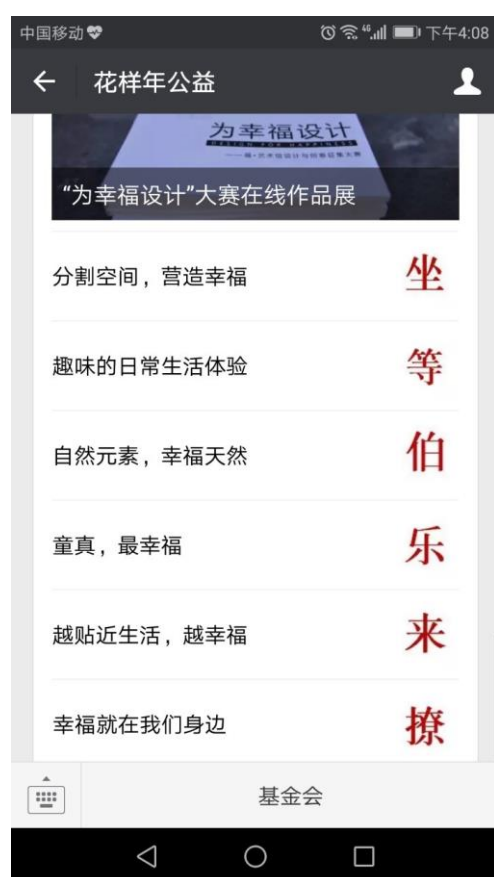 中国移动 46 下午4:08
花样年公益
为幸福设计
DESIGN FOR HAPPINESS
“为幸福设计”大赛在线作品展
分割空间，营造幸福 坐
趣味的日常生活体验 等
自然元素，幸福天然 伯
童真，最幸福 乐
越贴近生活，越幸福 来
幸福就在我们身边 撩
基金会